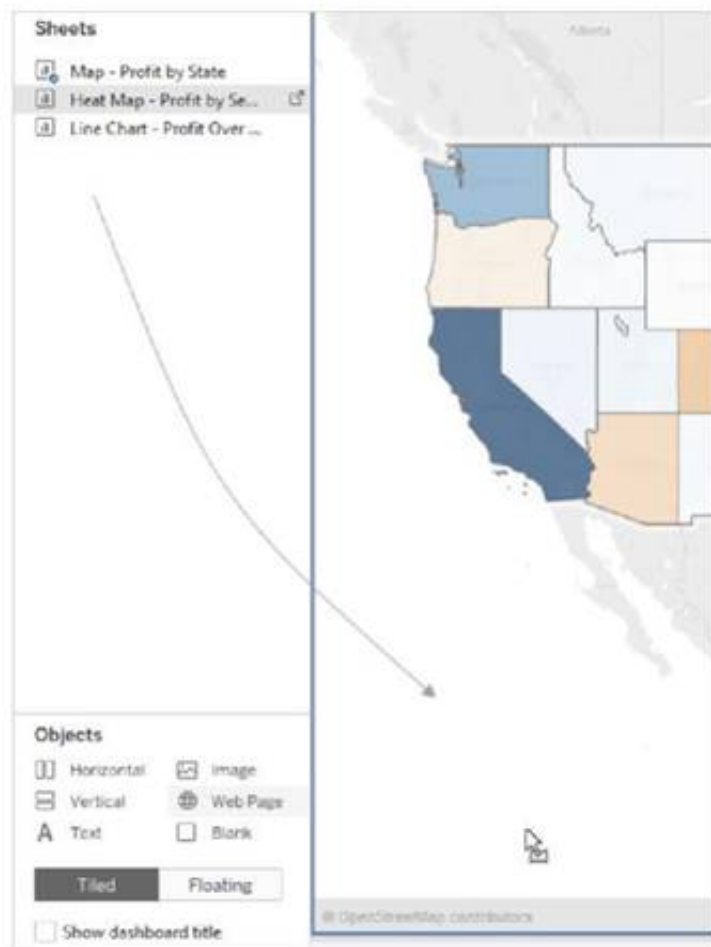 Sheets
Map - Profit by State
Heat Map - Profit by Se...
Line Chart - Profit Over ...
Alberta
Objects
Horizontal
Image
Vertical
Web Page
A Text
Blank
Tiled
Floating
Show dashboard title
© OpenStreetMap contributors